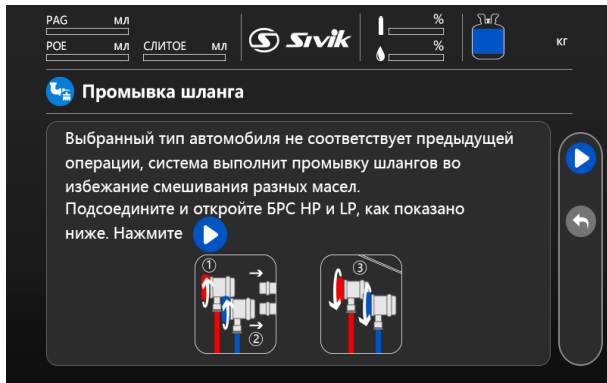 PAG МЛ
POE МЛ СЛИТОЕ МЛ
S Sivik
%
%
кг
Промывка шланга
Выбранный тип автомобиля не соответствует предыдущей
операции, система выполнит промывку шлангов во
избежание смешивания разных масел.
Подсоедините и откройте БРС HP и LP, как показано
ниже. Нажмите
①
②
③